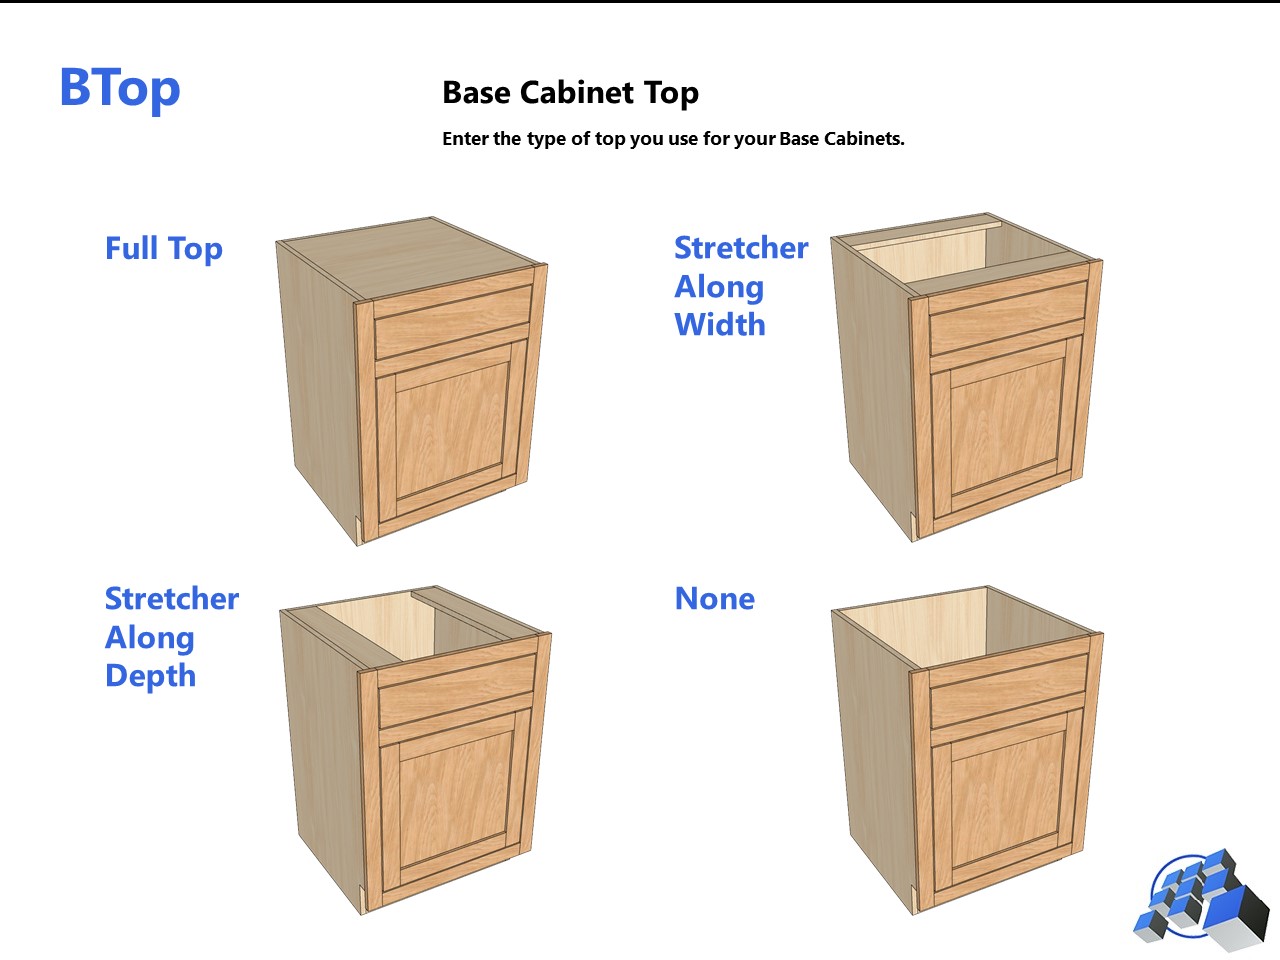 BTop
Base Cabinet Top
Enter the type of top you use for your Base Cabinets.
Full Top
Stretcher
Along
Width
Stretcher
Along
Depth
None